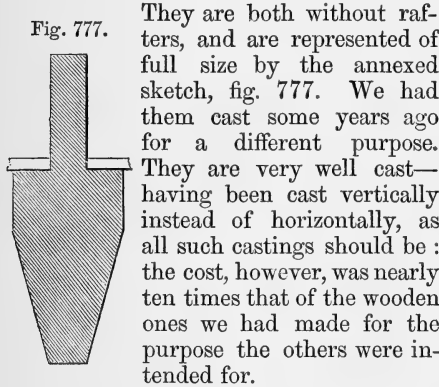 Fig. 777.
They are both without raf-
ters, and are represented of
full size by the annexed
sketch, fig. 777. We had
them cast some years ago
for a different purpose.
They are very well cast—
having been cast vertically
instead of horizontally, as
all such castings should be :
the cost, however, was nearly
ten times that of the wooden
ones we had made for the
purpose the others were in-
tended for.